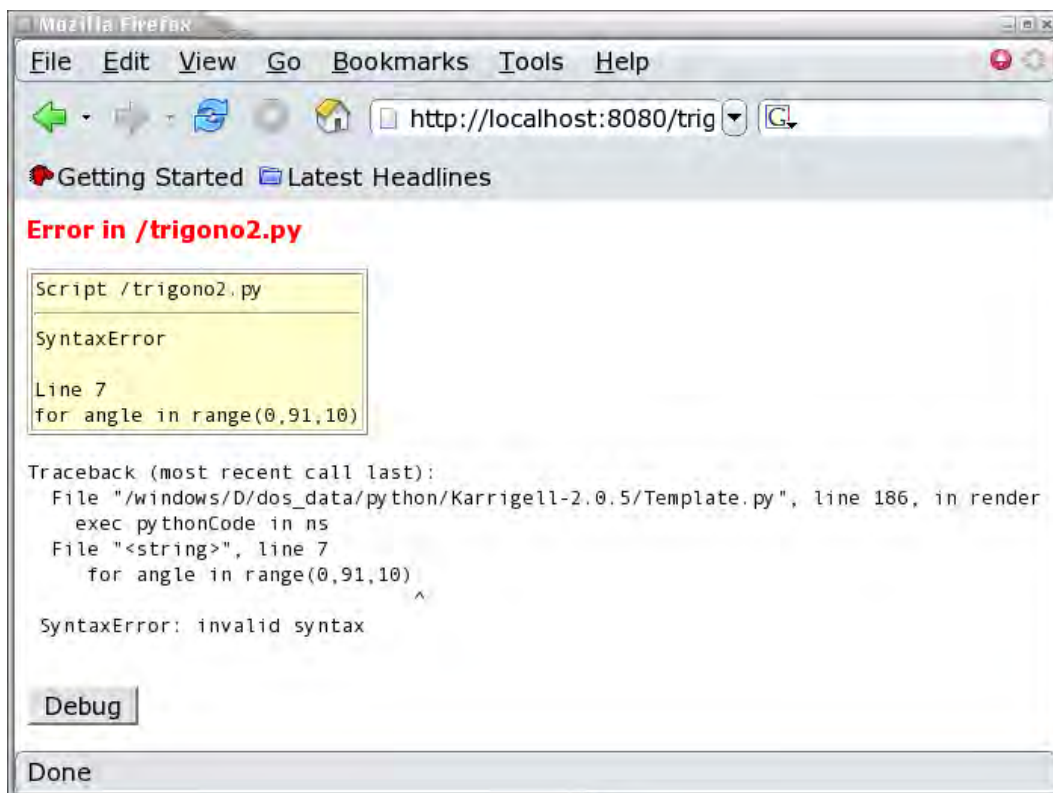 Mozilla Firefox
File Edit View Go Bookmarks Tools Help
http://localhost:8080/trig G
Getting Started Latest Headlines
Error in /trigono2.py
Script /trigono2.py
SyntaxError
Line 7
for angle in range(0,91,10)
Traceback (most recent call last):
File "/windows/D/dos_data/python/Karrigell-2.0.5/Template.py", line 186, in render
exec pythonCode in ns
File "<string>", line 7
for angle in range(0,91,10)
^
SyntaxError: invalid syntax
Debug
Done